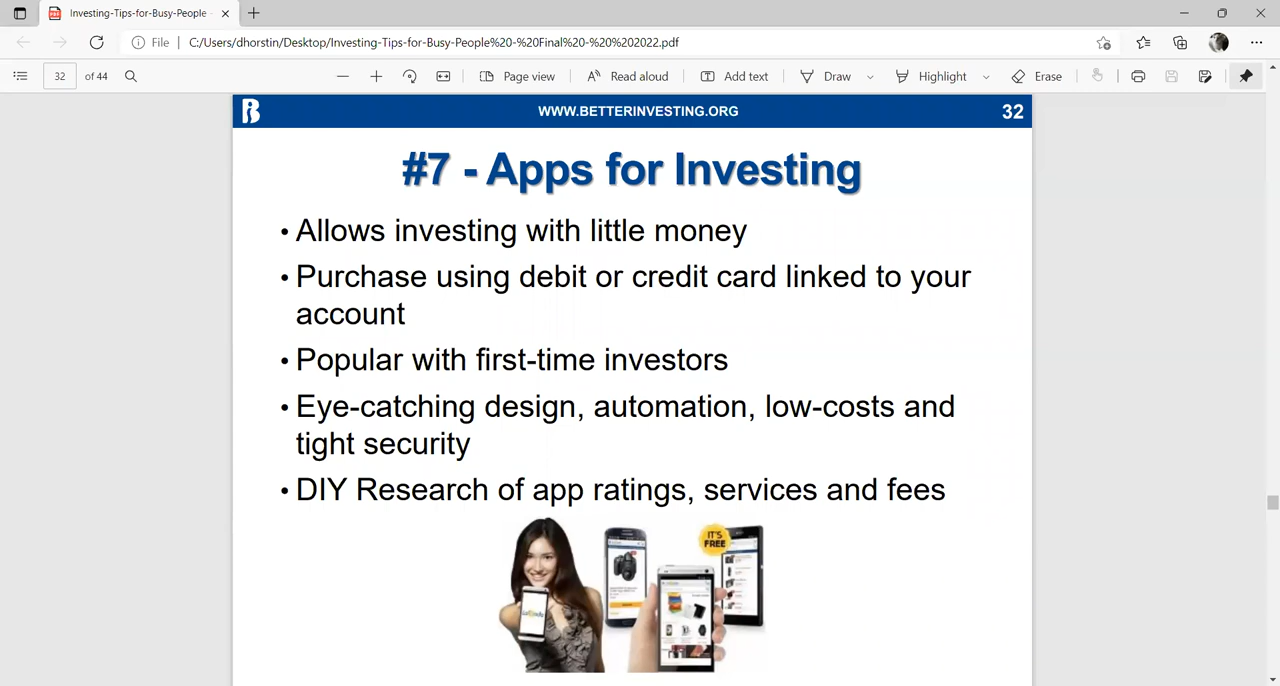 Investing-Tips-for-Busy-People
File
C:/Users/dhorstin/Desktop/Investing-Tips-for-Busy-People%20-%20Final%20-%20%202022.pdf
32 of 44
Page view
Read aloud
Add text
Draw
Highlight
Erase
WWW.BETTERINVESTING.ORG
32
#7 - Apps for Investing
• Allows investing with little money
• Purchase using debit or credit card linked to your
account
• Popular with first-time investors
• Eye-catching design, automation, low-costs and
tight security
• DIY Research of app ratings, services and fees
IT'S
FREE